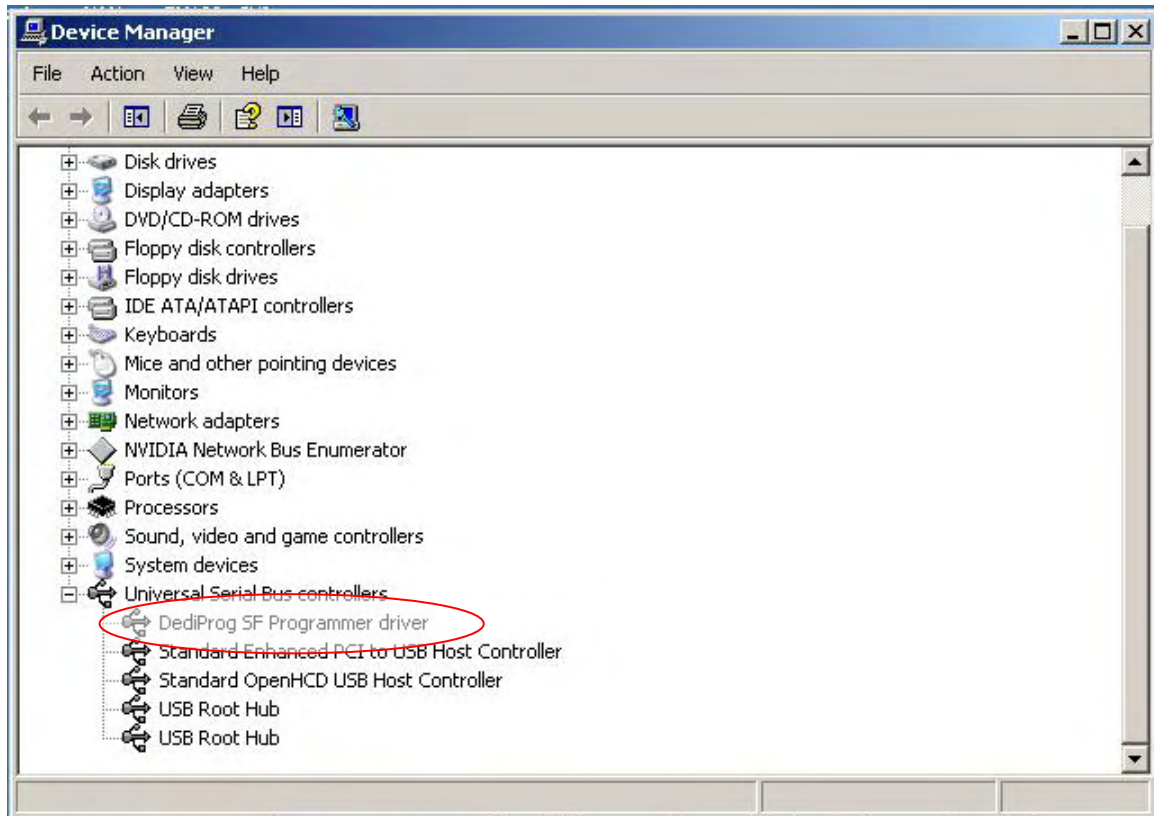 Device Manager
File Action View Help
Disk drives
Display adapters
DVD/CD-ROM drives
Floppy disk controllers
Floppy disk drives
IDE ATA/ATAPI controllers
Keyboards
Mice and other pointing devices
Monitors
Network adapters
NVIDIA Network Bus Enumerator
Ports (COM & LPT)
Processors
Sound, video and game controllers
System devices
Universal Serial Bus controllers
DediProg SF Programmer driver
Standard Enhanced PCI to USB Host Controller
Standard OpenHCD USB Host Controller
USB Root Hub
USB Root Hub